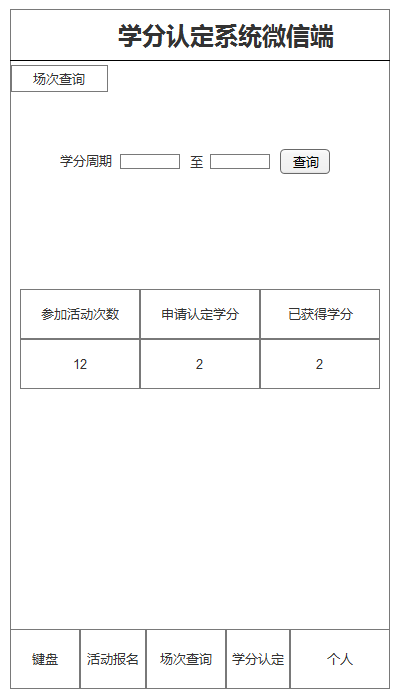 学分认定系统微信端
场次查询
学分周期 至 查询
参加活动次数 申请认定学分 已获得学分
12 2 2
键盘 活动报名 场次查询 学分认定 个人